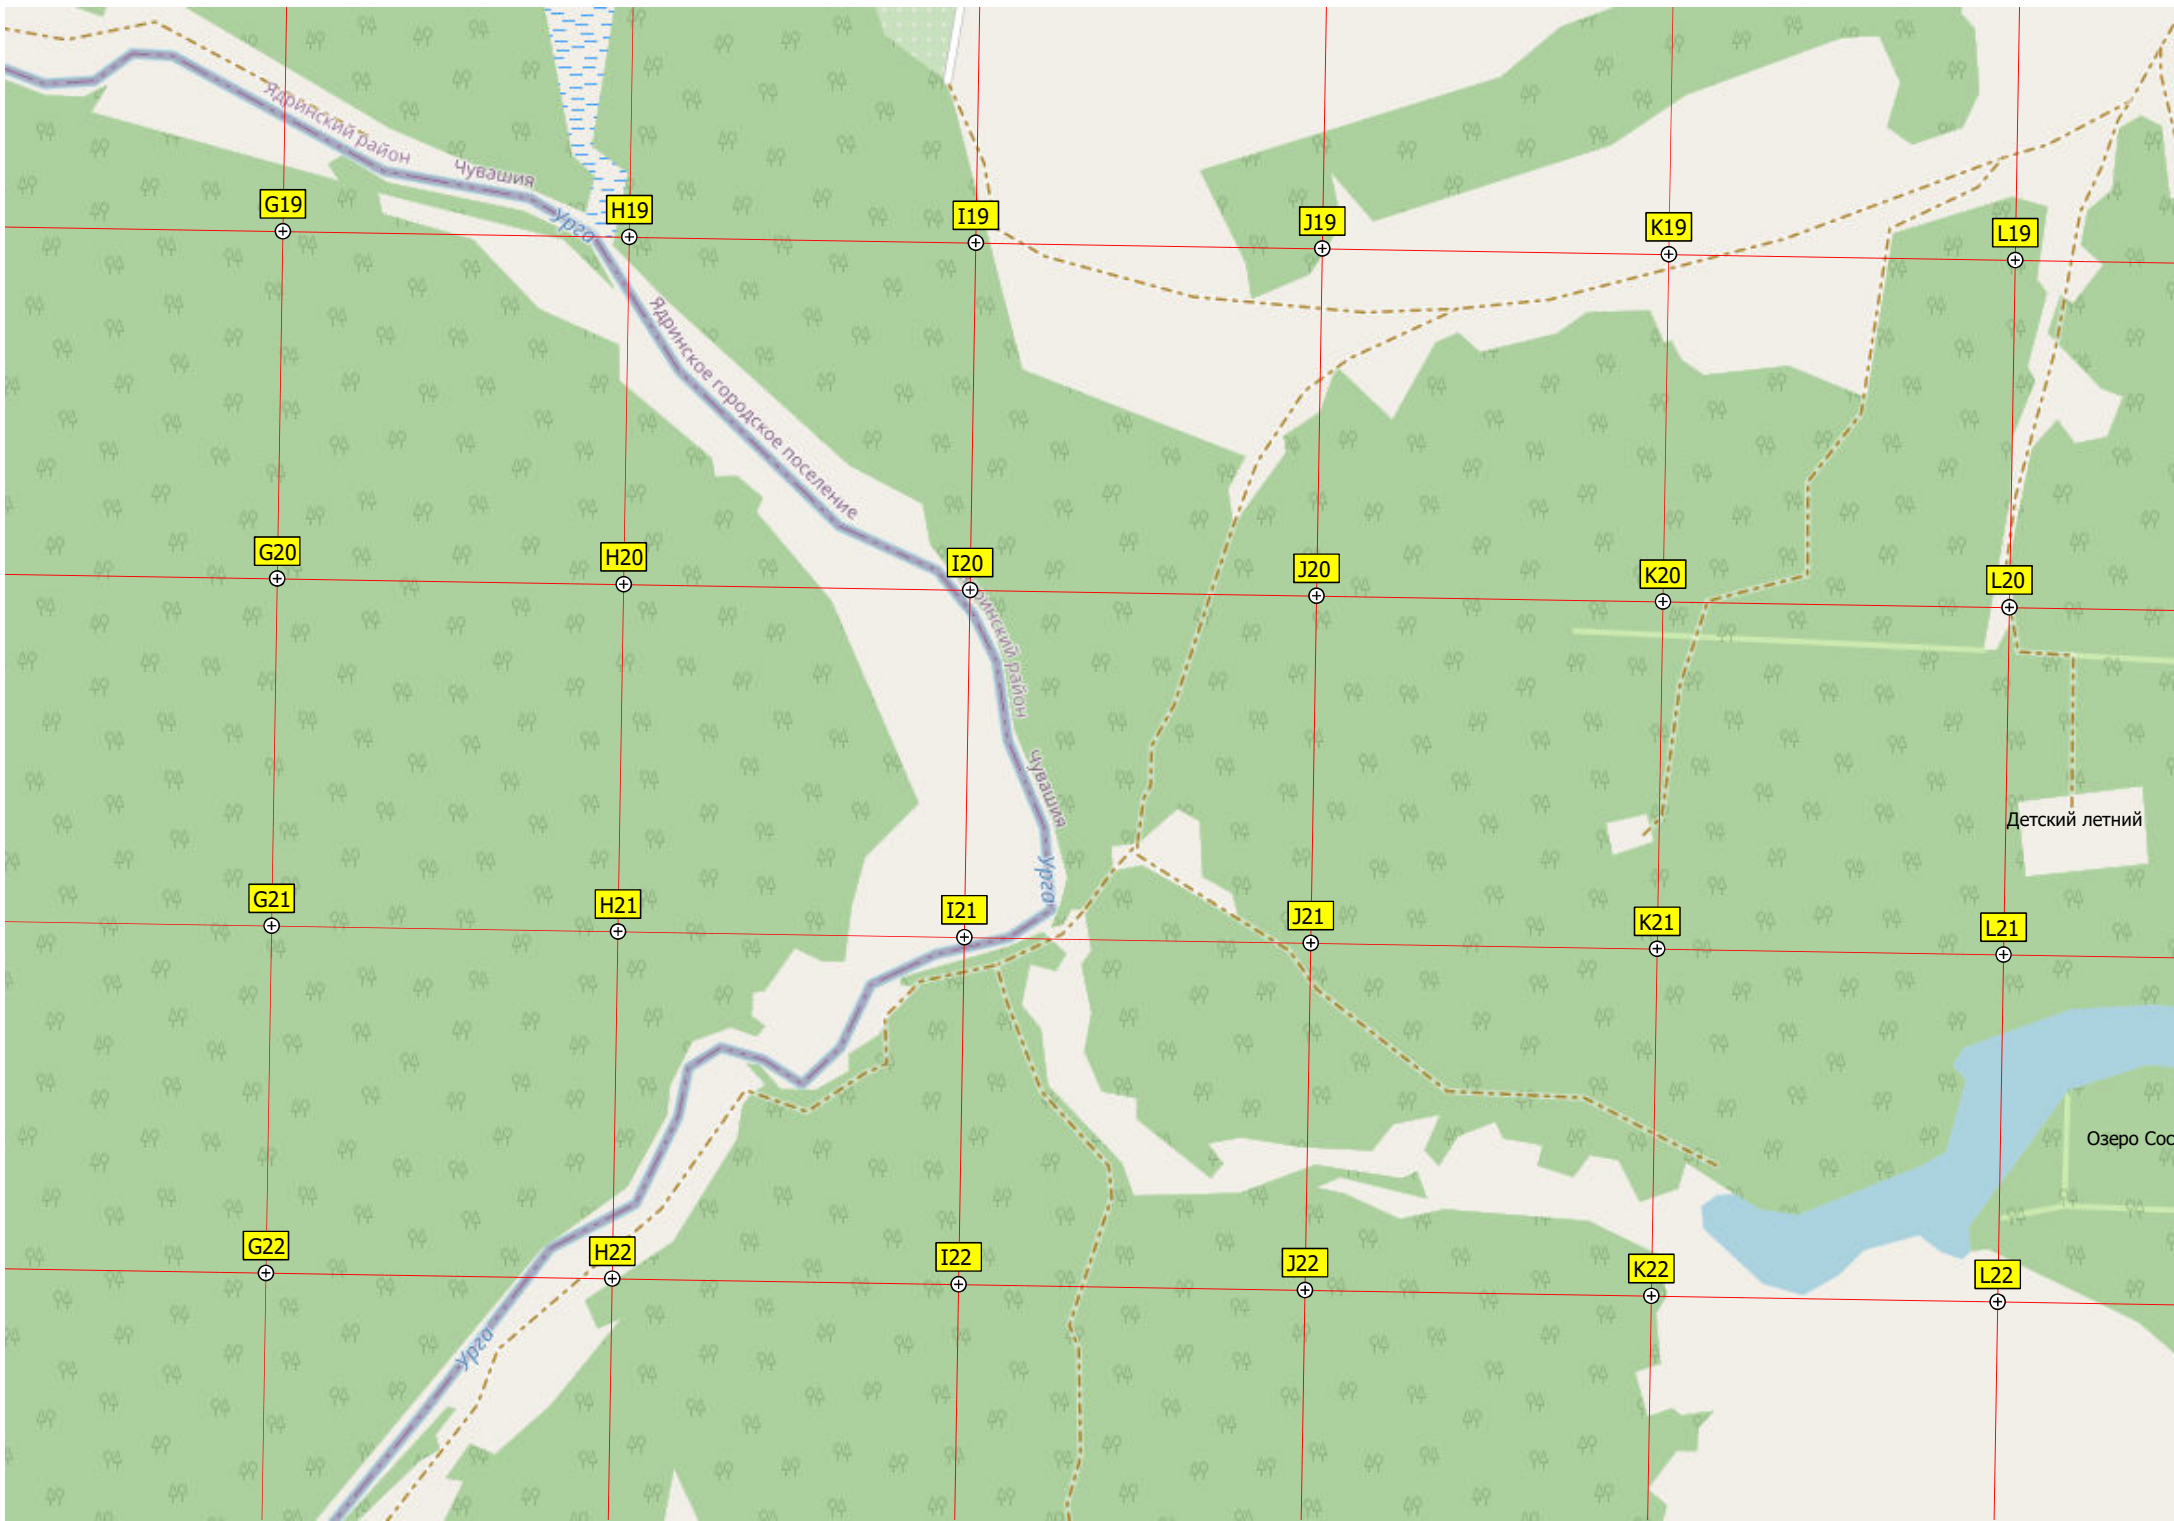 Ядринский район
Чувашия
Урга
G19
H19
I19
J19
K19
L19
Ядринское городское поселение
G20
H20
I20
J20
K20
L20
район
Чувашия
Детский летний
Урга
G21
H21
I21
J21
K21
L21
Озеро Сос
G22
H22
I22
J22
K22
L22
Урга